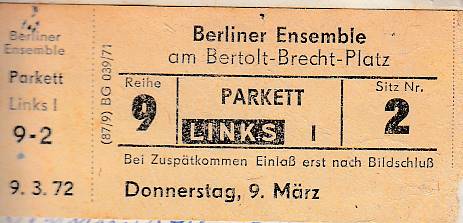 Berliner
Ensemble
Parkett
Links I
9-2
9. 3. 72
(87/9) BG 039/71
Berliner Ensemble
am Bertolt-Brecht-Platz
Reihe
9
PARKETT
LINKS I
Sitz Nr.
2
Bei Zuspätkommen Einlaß erst nach Bildschluß
Donnerstag, 9. März